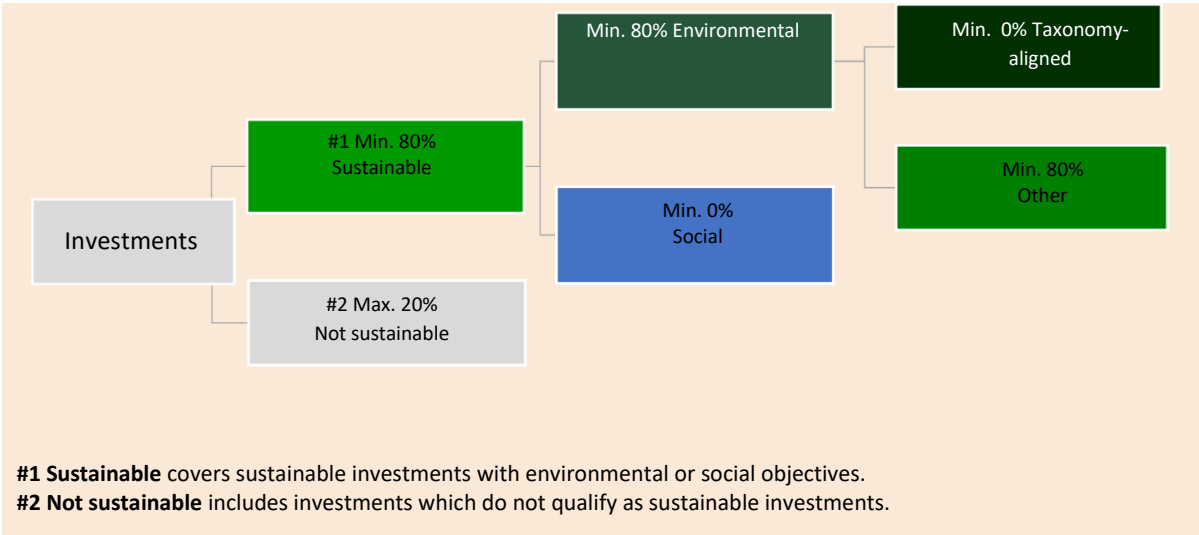 Investments
#1 Min. 80%
Sustainable
#2 Max. 20%
Not sustainable
Min. 80% Environmental
Min. 0%
Social
Min.  0% Taxonomy-
aligned
Min. 80%
Other
#1 Sustainable covers sustainable investments with environmental or social objectives.
#2 Not sustainable includes investments which do not qualify as sustainable investments.